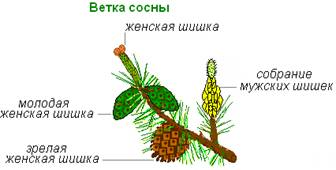 Ветка сосны
женская шишка
собрание
мужских шишек
молодая
женская шишка
зрелая
женская шишка